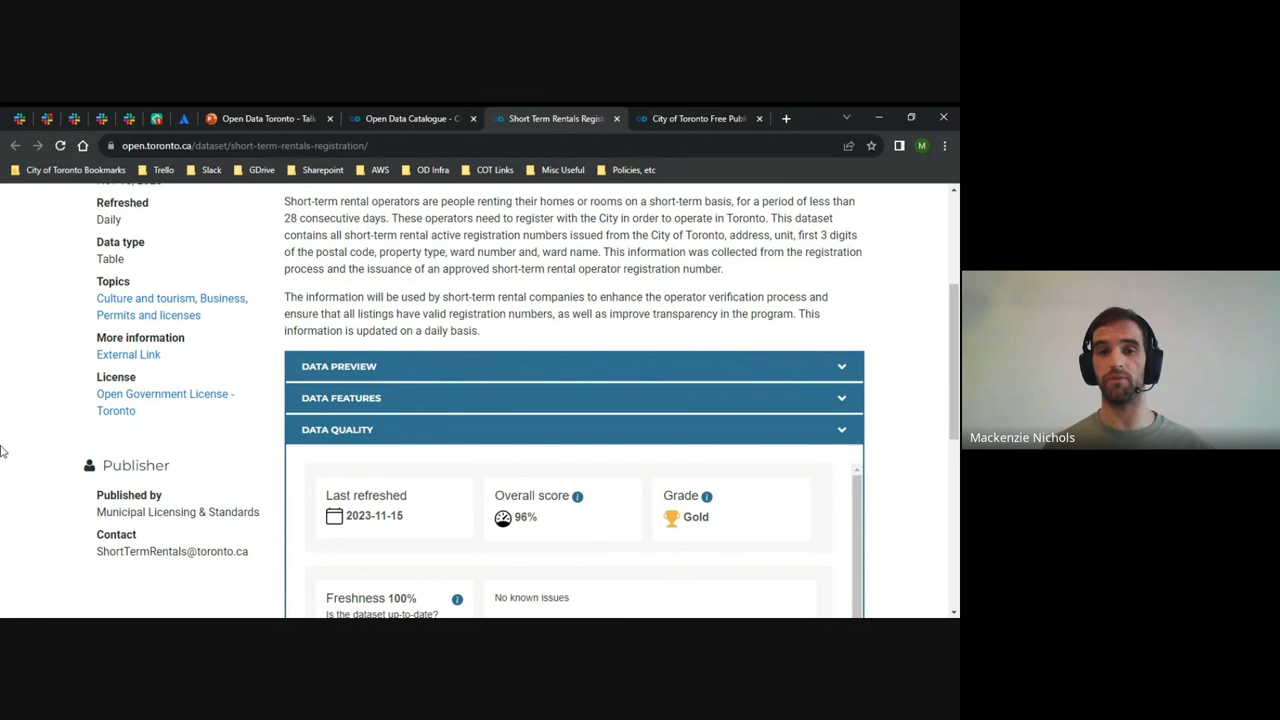 Open Data Toronto - Talk
Open Data Catalogue - C
Short Term Rentals Regist
City of Toronto Free Publ
open.toronto.ca/dataset/short-term-rentals-registration/
M
City of Toronto Bookmarks
Trello
Slack
GDrive
Sharepoint
AWS
OD Infra
COT Links
Misc Useful
Policies, etc
Refreshed
Daily
Data type
Table
Topics
Culture and tourism, Business,
Permits and licenses
More information
External Link
License
Open Government License -
Toronto
Publisher
Published by
Municipal Licensing & Standards
Contact
ShortTermRentals@toronto.ca
Short-term rental operators are people renting their homes or rooms on a short-term basis, for a period of less than
28 consecutive days. These operators need to register with the City in order to operate in Toronto. This dataset
contains all short-term rental active registration numbers issued from the City of Toronto, address, unit, first 3 digits
of the postal code, property type, ward number and, ward name. This information was collected from the registration
process and the issuance of an approved short-term rental operator registration number.
The information will be used by short-term rental companies to enhance the operator verification process and
ensure that all listings have valid registration numbers, as well as improve transparency in the program. This
information is updated on a daily basis.
DATA PREVIEW
DATA FEATURES
DATA QUALITY
Last refreshed
2023-11-15
Overall score
96%
Grade
Gold
Freshness 100%
Is the dataset up-to-date?
No known issues
Mackenzie Nichols